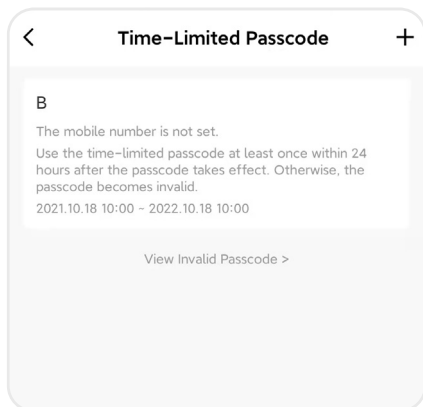 Time-Limited Passcode
B
The mobile number is not set.
Use the time-limited passcode at least once within 24
hours after the passcode takes effect. Otherwise, the
passcode becomes invalid.
2021.10.18 10:00 - 2022.10.18 10:00
View Invalid Passcode >